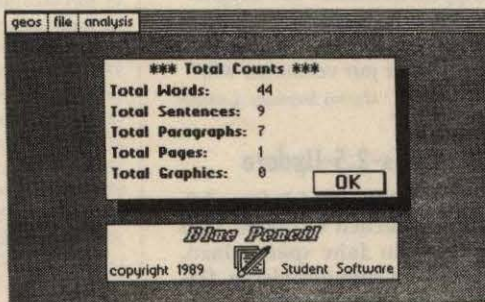 geos file analysis
*** Total Counts ***
Total Words: 44
Total Sentences: 9
Total Paragraphs: 7
Total Pages: 1
Total Graphics: 0
OK
Blue Pencil
copyright 1989 Student Software